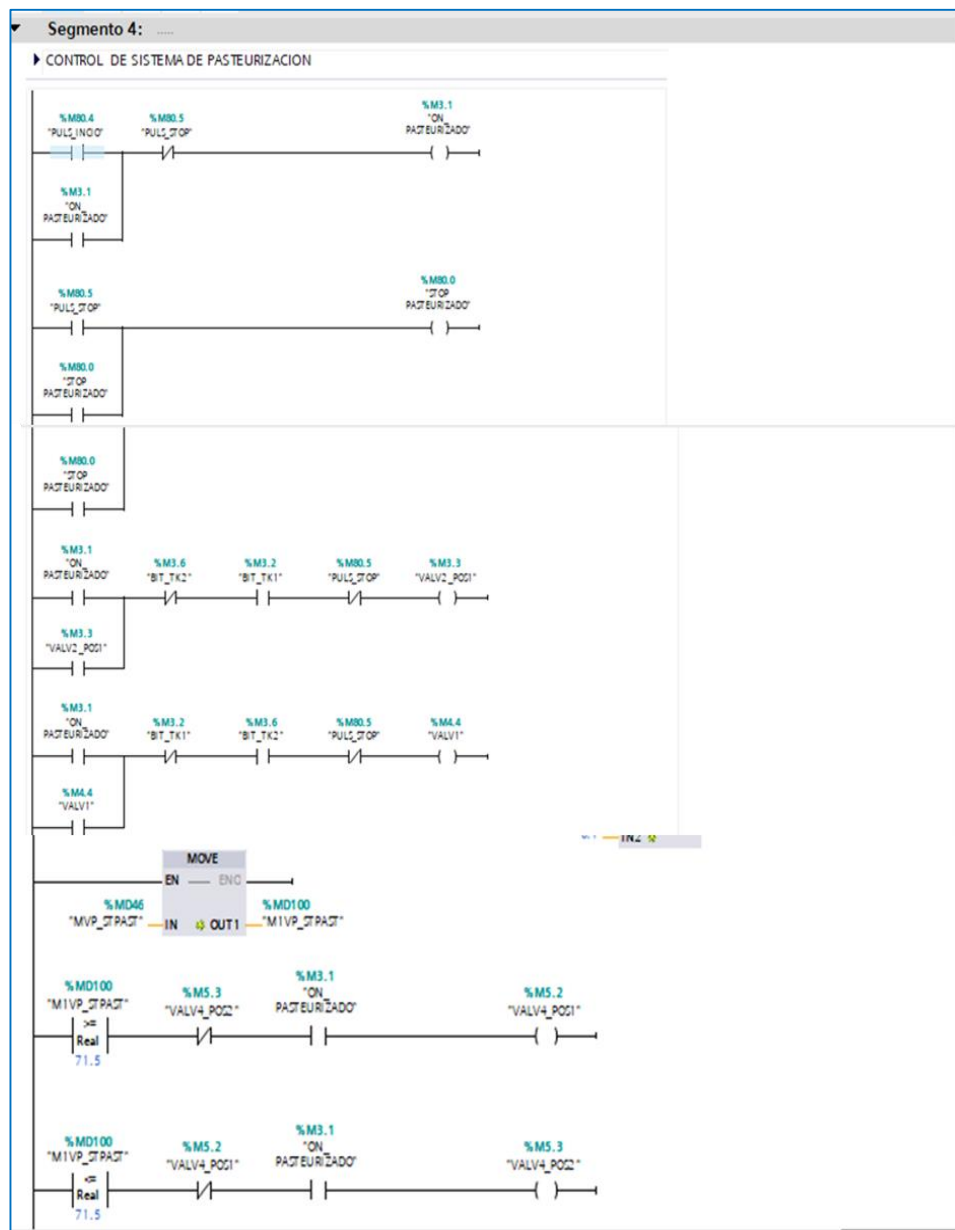 Segmento 4: .....
CONTROL DE SISTEMA DE PASTEURIZACION
%M3.1
%M80.4 %M80.5 "ON_
"PULS_INCIO" "PULS_STOP" PASTEURIZADO"
%M3.1
"ON_
PASTEURIZADO"
%M80.0
%M80.5 "STOP
"PULS_STOP" PASTEURIZADO"
%M80.0
"STOP
PASTEURIZADO"
%M80.0
"STOP
PASTEURIZADO"
%M3.1
"ON_ %M3.6 %M3.2 %M80.5 %M3.3
PASTEURIZADO" "BIT_TK2" "BIT_TK1" "PULS_STOP" "VALV2_POS1"
%M3.3
"VALV2_POS1"
%M3.1
"ON_ %M3.2 %M3.6 %M80.5 %M4.4
PASTEURIZADO" "BIT_TK1" "BIT_TK2" "PULS_STOP" "VALV1"
%M4.4
"VALV1"
IN2
MOVE
EN ENO
%MD46 %MD100
"MVP_STPAST" IN OUT1 "M1VP_STPAST"
%M3.1
%MD100 %M5.3 "ON_ %M5.2
"M1VP_STPAST" "VALV4_POS2" PASTEURIZADO" "VALV4_POS1"
>=
Real
71.5
%M3.1
%MD100 %M5.2 "ON_ %M5.3
"M1VP_STPAST" "VALV4_POS1" PASTEURIZADO" "VALV4_POS2"
<=
Real
71.5